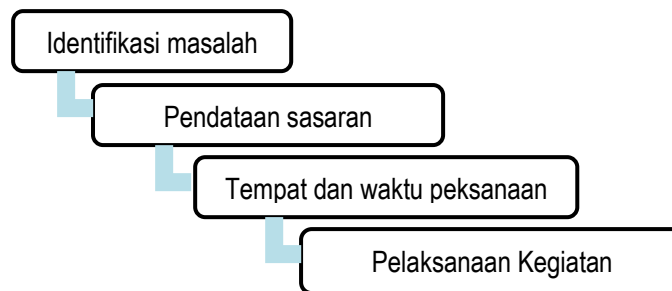 Identifikasi masalah
Pendataan sasaran
Tempat dan waktu peksanaan
Pelaksanaan Kegiatan